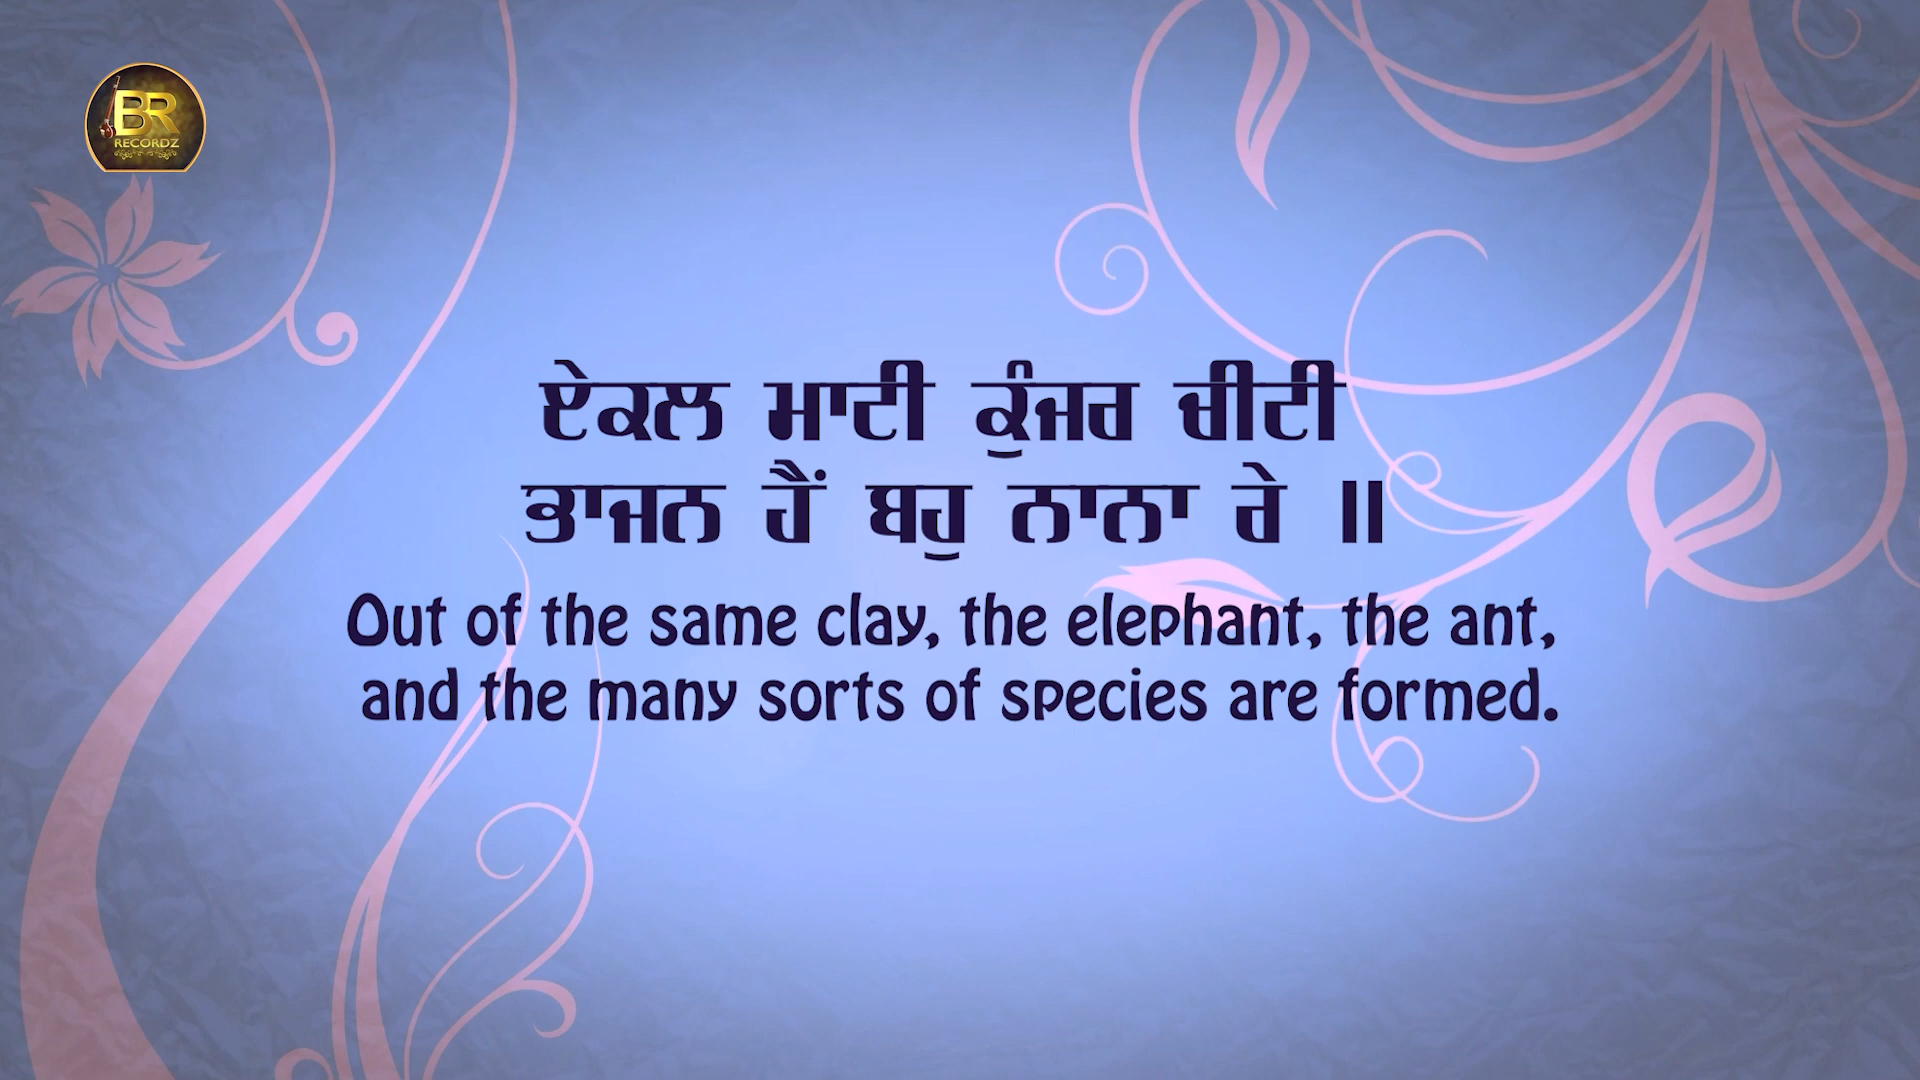 BR
RECORDZ
ਏਕਲ ਮਾਟੀ ਕੁੰਜਰ ਚੀਟੀ
ਭਾਜਨ ਹੈਂ ਬਹੁ ਨਾਨਾ ਰੇ ॥
Out of the same clay, the elephant, the ant,
and the many sorts of species are formed.